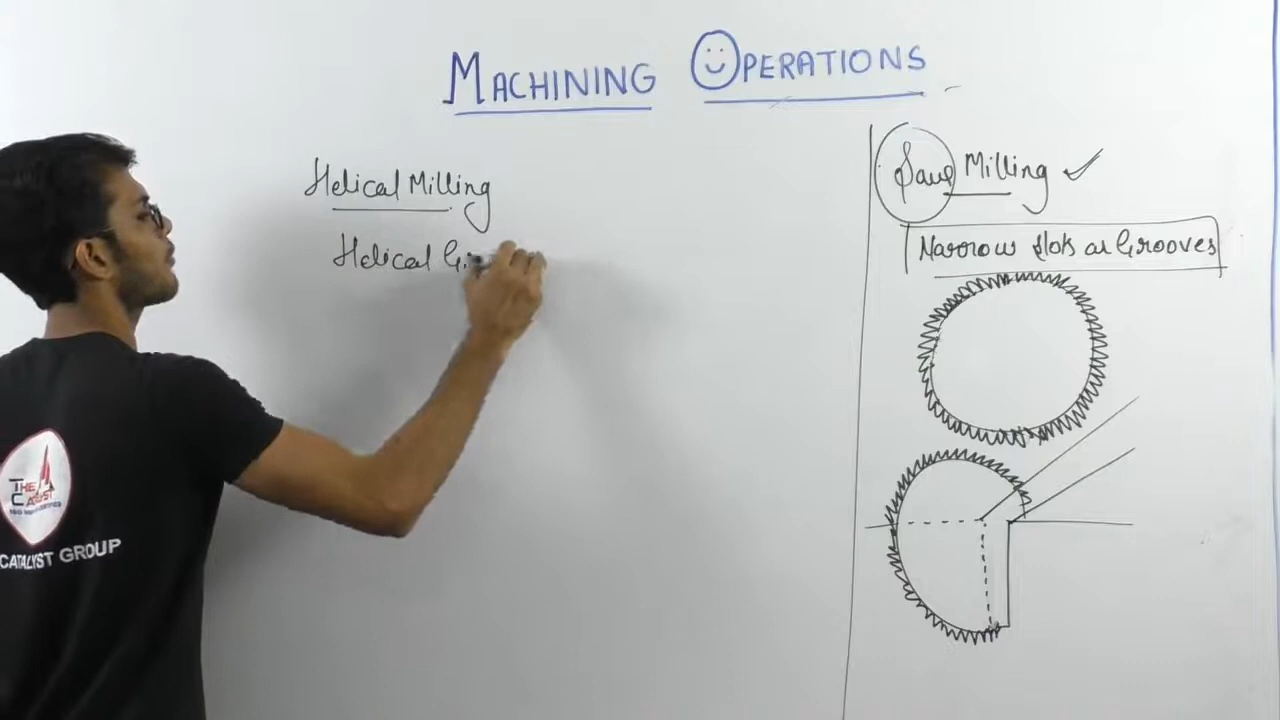 MACHINING OPERATIONS
Helical Milling
Helical
Saw Milling ✓
Narrow Slots or Grooves
THE
CATALYST
CATALYST GROUP